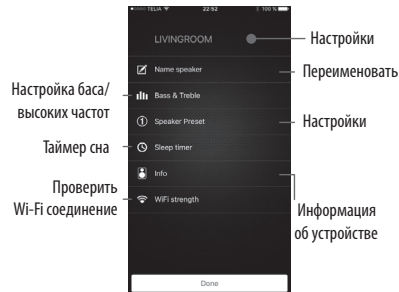 TELIA 22:52 100 %
LIVINGROOM
Настройки
Name speaker
Переименовать
Настройка баса/
высоких частот
Bass & Treble
1 Speaker Preset
Настройки
Таймер сна
Sleep timer
Info
Проверить
Wi-Fi соединение
WiFi strength
Информация
об устройстве
Done